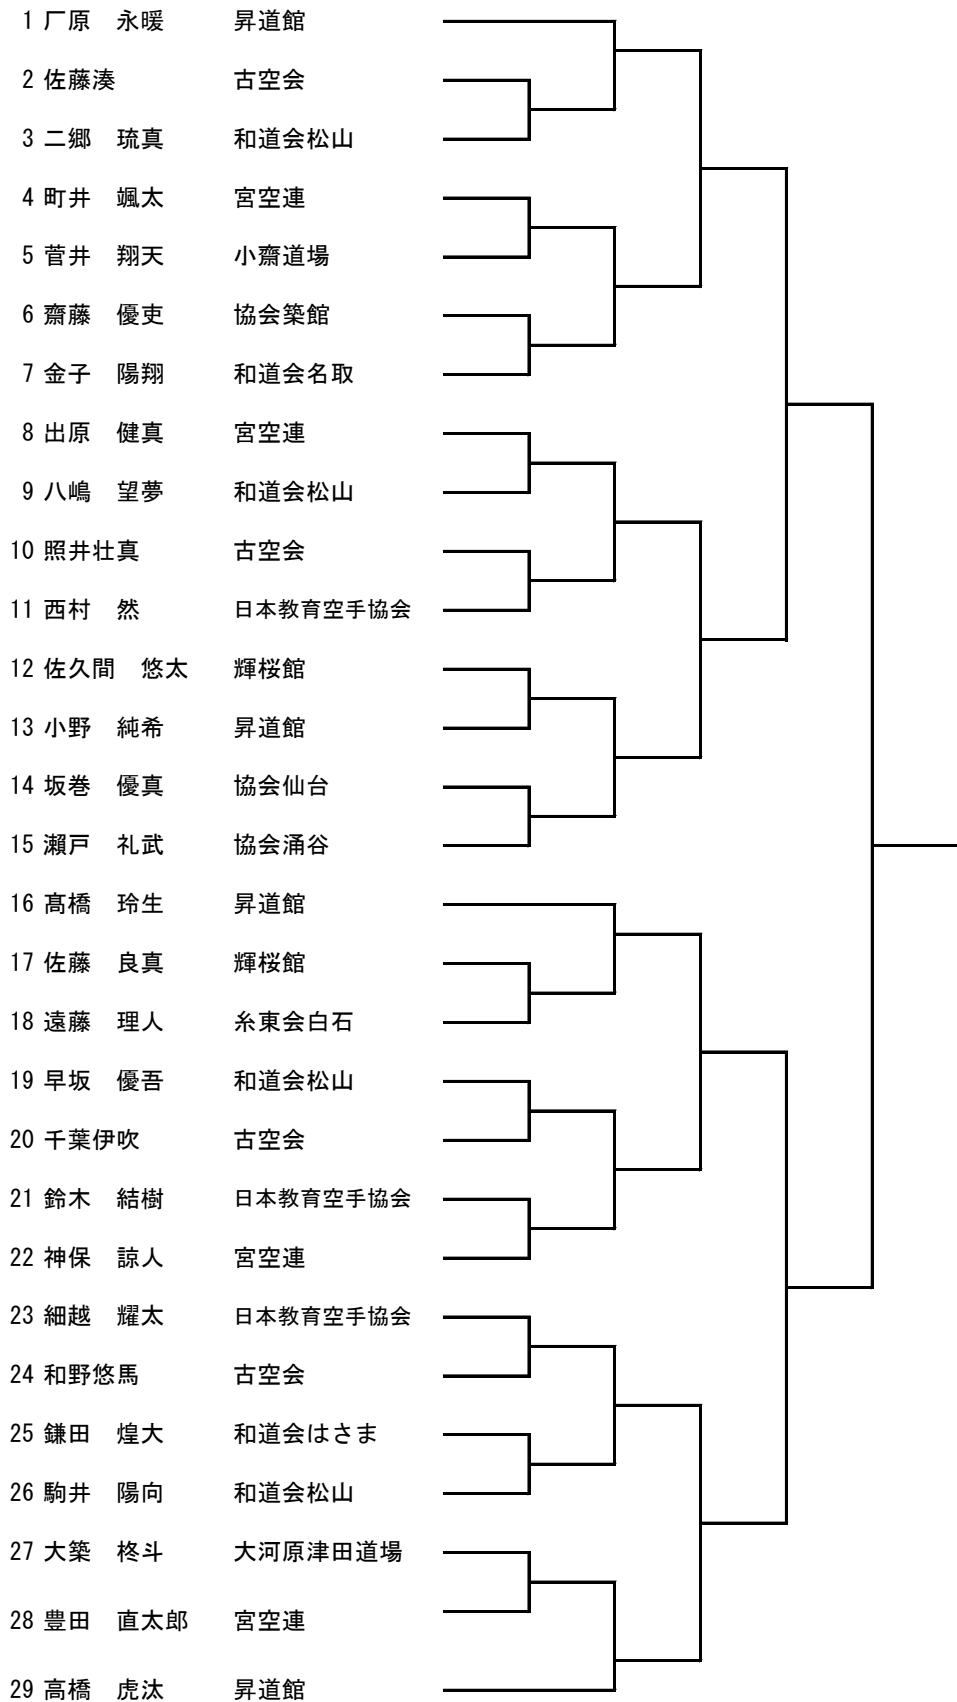 1 厂原　永暖　昇道館
2 佐藤湊　古空会
3 二郷　琉真　和道会松山
4 町井　颯太　宮空連
5 菅井　翔天　小齋道場
6 齋藤　優吏　協会築館
7 金子　陽翔　和道会名取
8 出原　健真　宮空連
9 八嶋　望夢　和道会松山
10 照井壮真　古空会
11 西村　然　日本教育空手協会
12 佐久間　悠太　輝桜館
13 小野　純希　昇道館
14 坂巻　優真　協会仙台
15 瀨戸　礼武　協会涌谷
16 髙橋　玲生　昇道館
17 佐藤　良真　輝桜館
18 遠藤　理人　糸東会白石
19 早坂　優吾　和道会松山
20 千葉伊吹　古空会
21 鈴木　結樹　日本教育空手協会
22 神保　諒人　宮空連
23 細越　耀太　日本教育空手協会
24 和野悠馬　古空会
25 鎌田　煌大　和道会はさま
26 駒井　陽向　和道会松山
27 大築　柊斗　大河原津田道場
28 豊田　直太郎　宮空連
29 高橋　虎汰　昇道館